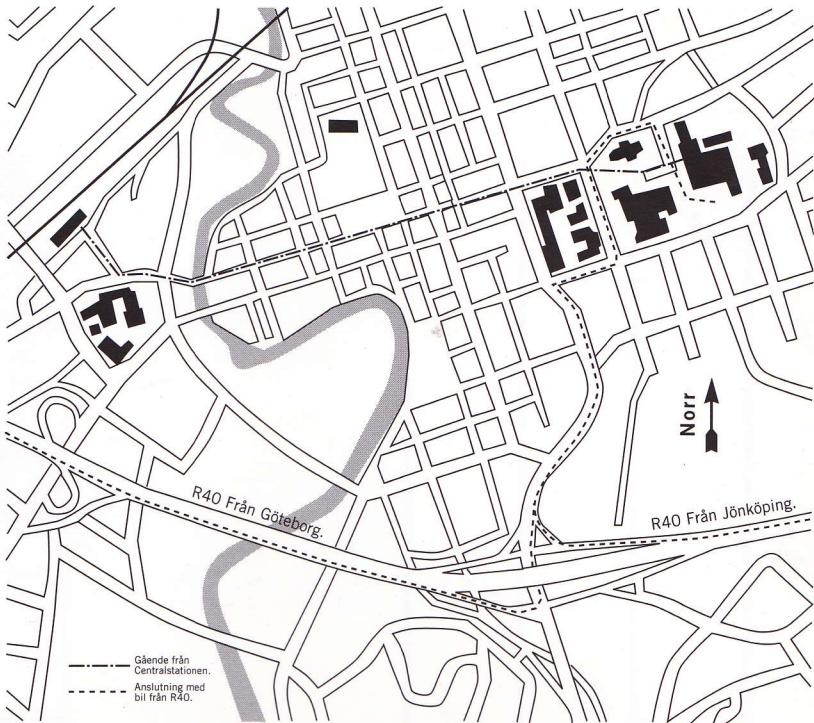 Norr
R40 Från Göteborg.
R40 Från Jönköping.
Gående från
Centralstationen.
Anslutning med
bil från R40.